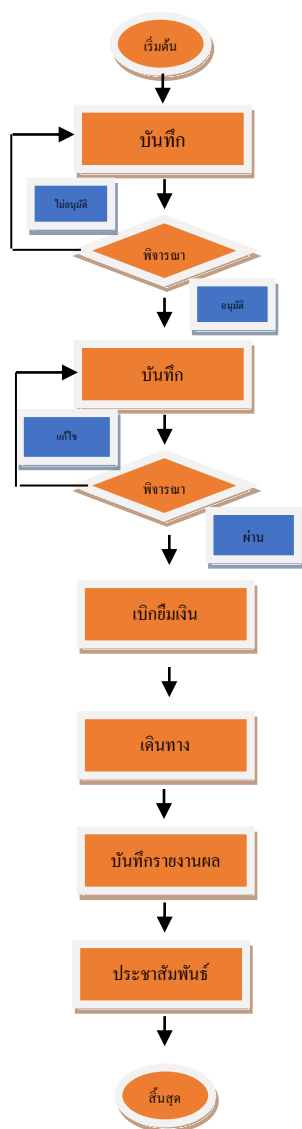 เริ่มต้น
บันทึก
ไม่อนุมัติ
พิจารณา
อนุมัติ
บันทึก
แก้ไข
พิจารณา
ผ่าน
เบิกยืมเงิน
เดินทาง
บันทึกรายงานผล
ประชาสัมพันธ์
สิ้นสุด